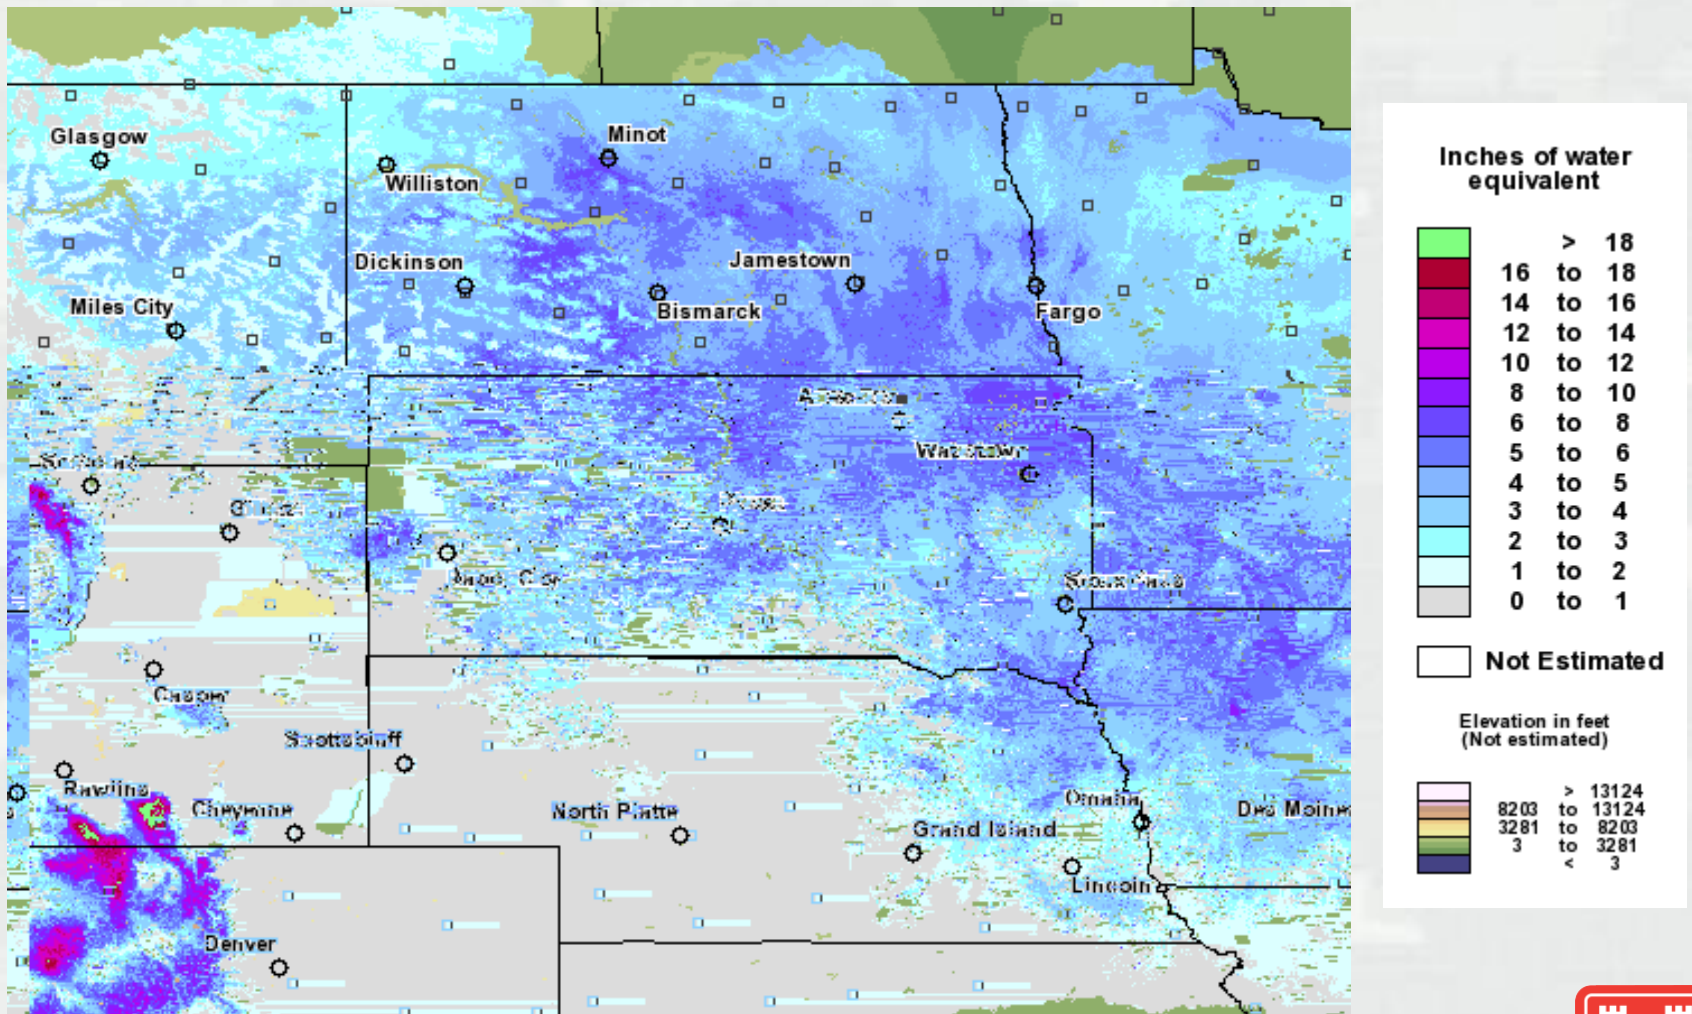 Glasgow
Minot
Williston
Dickinson
Jamestown
Miles City
Bismarck
Fargo
Casper
Scottsbluff
Rawlins
Cheyenne
North Platte
Omaha
Des Moine
Grand Island
Lincoln
Denver
Inches of water
equivalent
> 18
16 to 18
14 to 16
12 to 14
10 to 12
8 to 10
6 to 8
5 to 6
4 to 5
3 to 4
2 to 3
1 to 2
0 to 1
Not Estimated
Elevation in feet
(Not estimated)
> 13124
8203 to 13124
3281 to 8203
3 to 3281
< 3